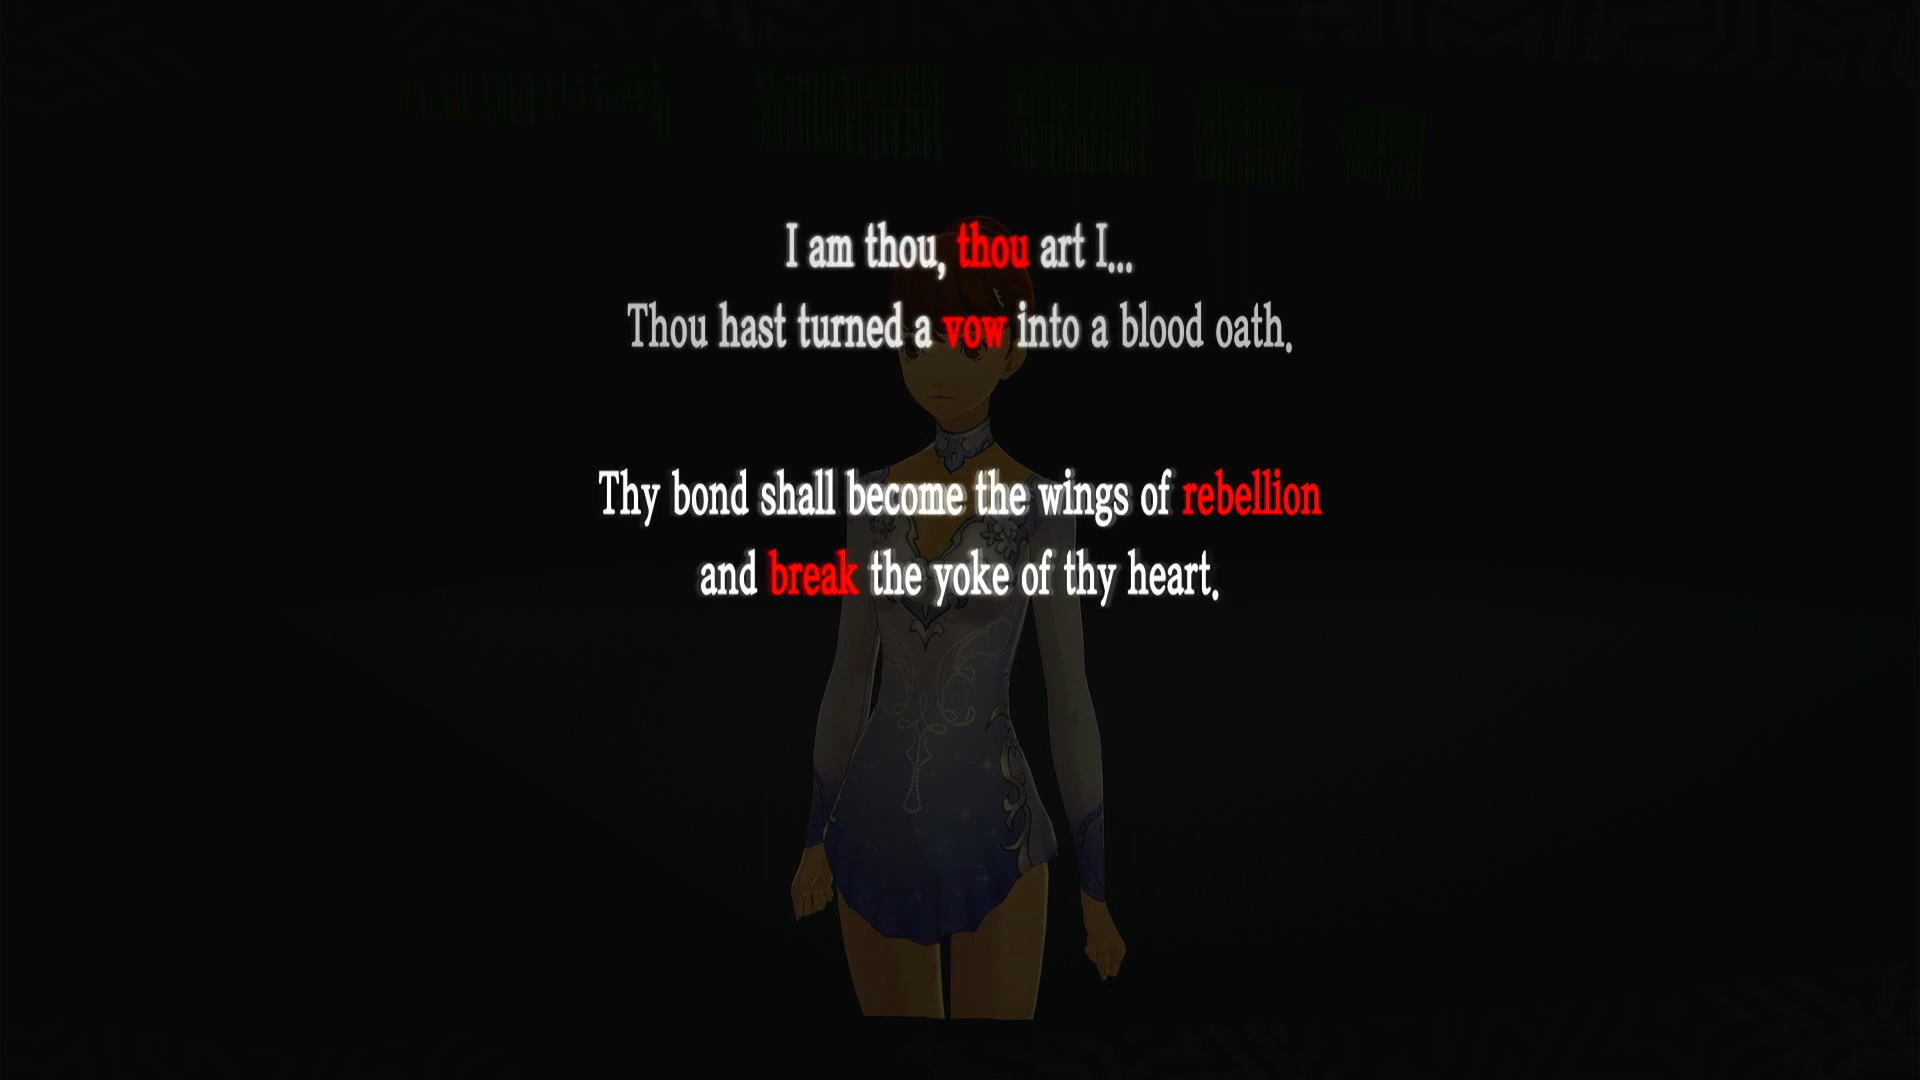 I am thou, thou art I...
Thou hast turned a vow into a blood oath.
Thy bond shall become the wings of rebellion
and break the yoke of thy heart.